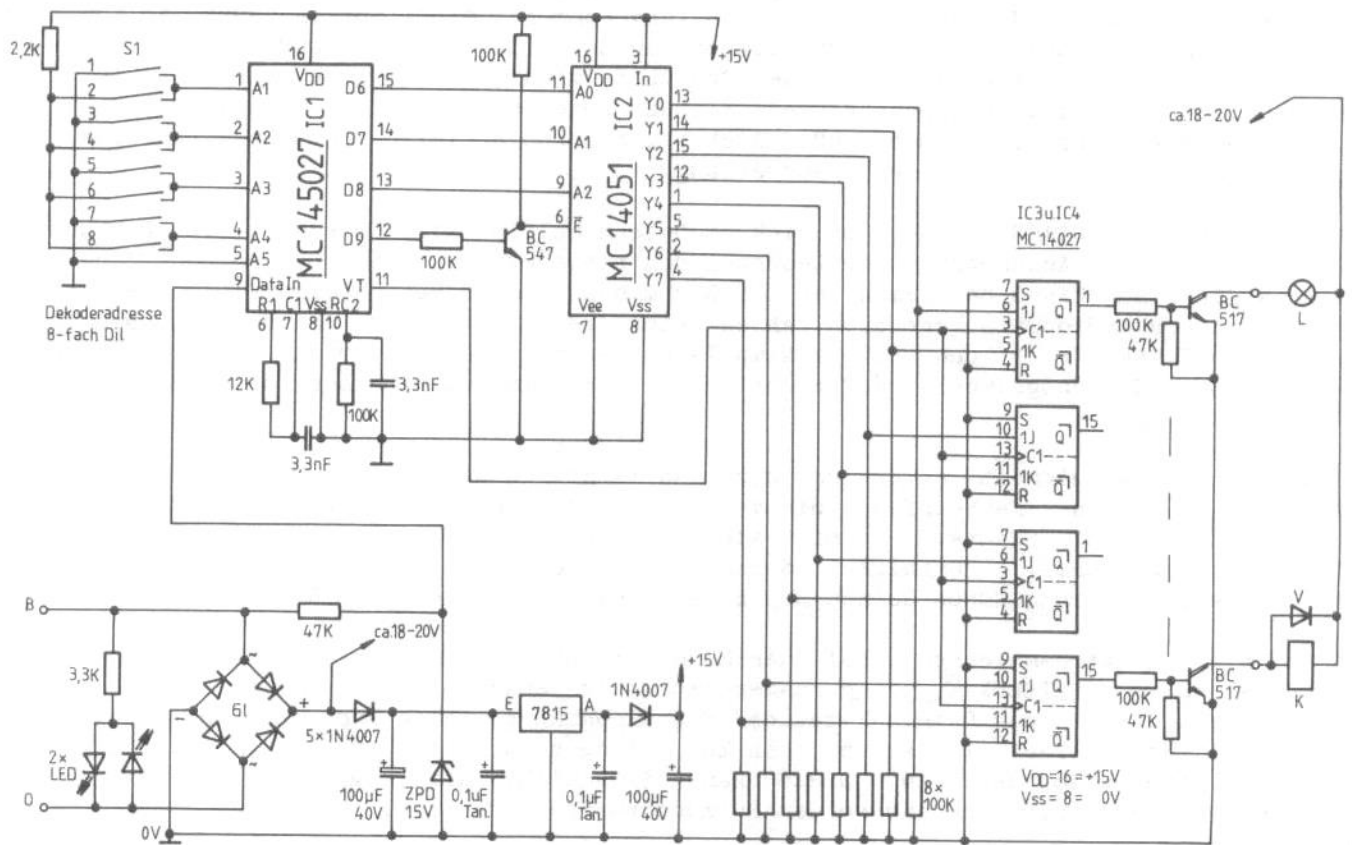 2,2K
S1
1
2
3
4
5
6
7
8
Dekoderadresse
8-fach Dil
16
VDD
IC1
MC145027
1 A1
2 A2
3 A3
4 A4
5 A5
9 Data In
D6 15
D7 14
D8 13
D9 12
VT 11
R1 C1 Vss RC2
6 7 8 10
12K
100K
3,3nF
3,3nF
100K
100K
BC
547
+15V
16 3
VDD In
IC2
MC14051
11 A0
10 A1
9 A2
6 E
Vee Vss
7 8
Y0 13
Y1 14
Y2 15
Y3 12
Y4 1
Y5 5
Y6 2
Y7 4
ca.18-20V
IC3uIC4
MC14027
7 S
6 1J Q 1
3 C1
5 1K
4 R Q
100K
47K
BC
517
L
9 S
10 1J Q 15
13 C1
11 1K
12 R Q
7 S
6 1J Q 1
3 C1
5 1K
4 R Q
9 S
10 1J Q 15
13 C1
11 1K
12 R Q
100K
47K
BC
517
V
K
VDD=16=+15V
Vss=8= 0V
B
3,3K
2×
LED
0
0V
47K
ca.18-20V
~
- Gl +
~
5×1N4007
+
100µF
40V
ZPD
15V
+
0,1uF
Tan.
E 7815 A
+
0,1µF
Tan.
1N4007
+15V
+
100µF
40V
8×
100K